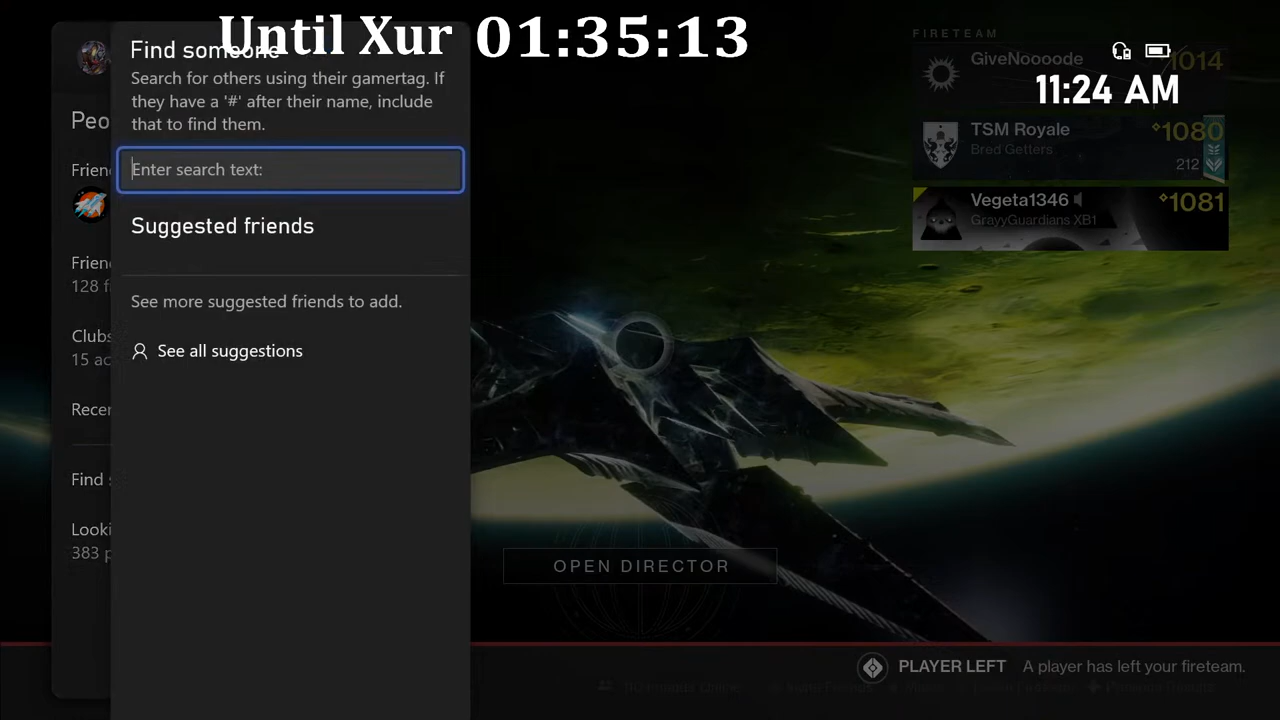 Until Xur 01:35:13
Find someone
Search for others using their gamertag. If
they have a '#' after their name, include
that to find them.
Enter search text:
Suggested friends
See more suggested friends to add.
See all suggestions
Peo
Frien
Frien
128 f
Clubs
15 ac
Recen
Find s
Looki
383 p
FIRETEAM
GiveNoooode 1014
11:24 AM
TSM Royale 1080
Bred Getters 212
Vegeta1346 1081
GrayyGuardians XB1
OPEN DIRECTOR
PLAYER LEFT A player has left your fireteam.